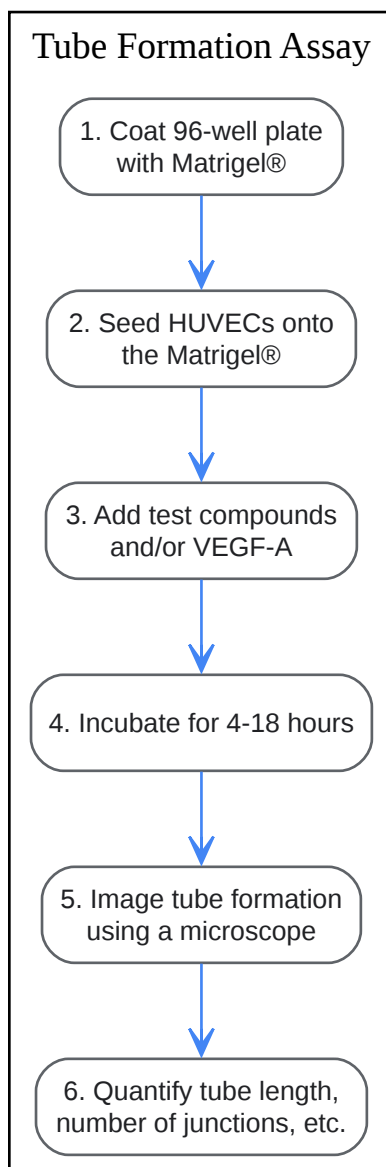 Tube Formation Assay
1. Coat 96-well plate
with Matrigel®
2. Seed HUVECs onto
the Matrigel®
3. Add test compounds
and/or VEGF-A
4. Incubate for 4-18 hours
5. Image tube formation
using a microscope
6. Quantify tube length,
number of junctions, etc.